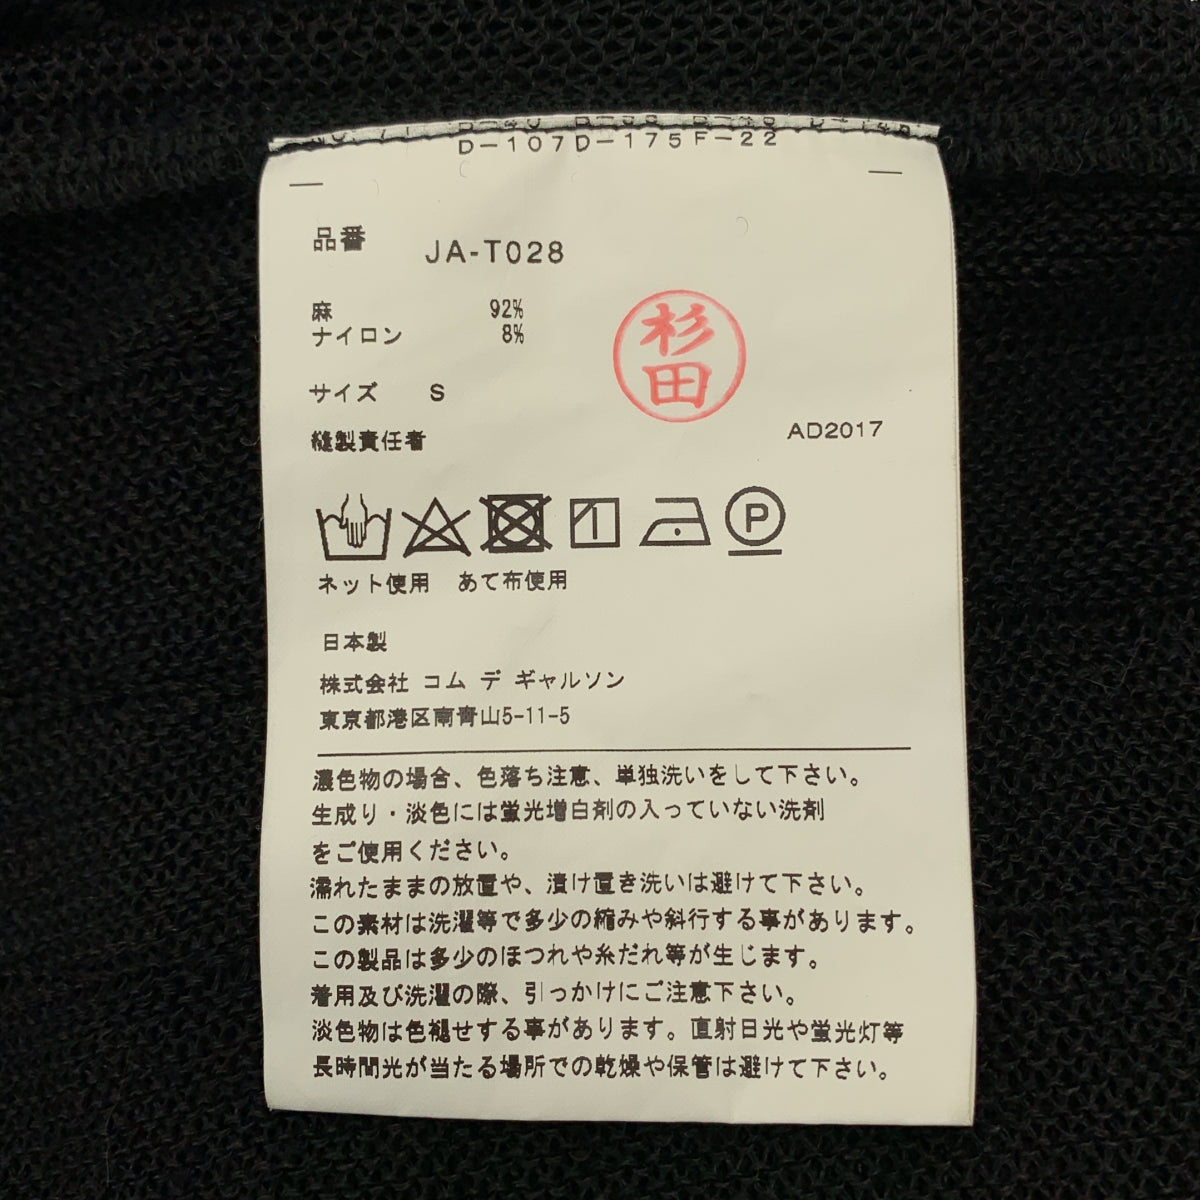 D-107D-175F-22
品番 JA-T028
麻 92%
ナイロン 8%
杉田
サイズ S
AD2017
縫製責任者
P
ネット使用 あて布使用
日本製
株式会社 コム デ ギャルソン
東京都港区南青山5-11-5
濃色物の場合、色落ち注意、単独洗いをして下さい。
生成り・淡色には蛍光増白剤の入っていない洗剤
をご使用ください。
濡れたままの放置や、漬け置き洗いは避けて下さい。
この素材は洗濯等で多少の縮みや斜行する事があります。
この製品は多少のほつれや糸だれ等が生じます。
着用及び洗濯の際、引っかけにご注意下さい。
淡色物は色褪せする事があります。直射日光や蛍光灯等
長時間光が当たる場所での乾燥や保管は避けて下さい。